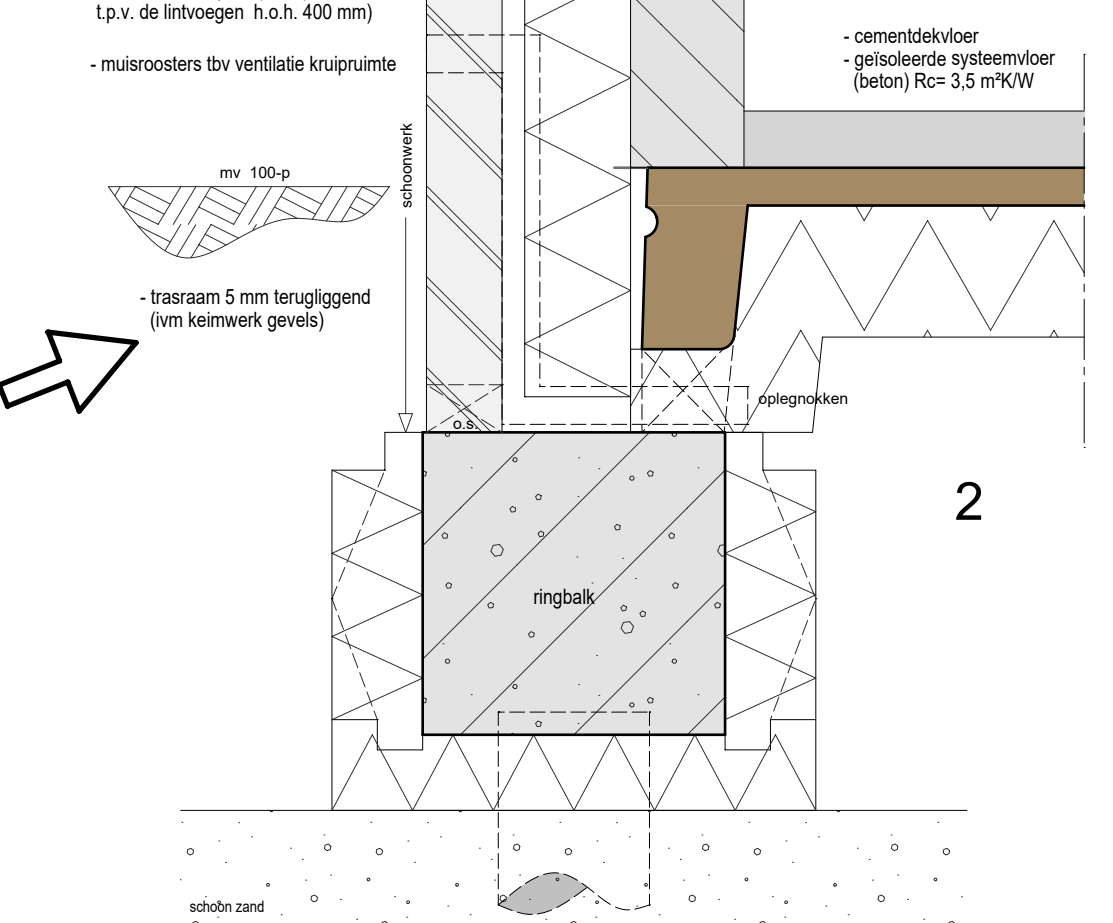 t.p.v. de lintvoegen h.o.h. 400 mm)
- muisroosters tbv ventilatie kruipruimte
- cementdekvloer
- geïsoleerde systeemvloer
(beton) Rc= 3,5 m²K/W
schoonwerk
mv 100-p
- trasraam 5 mm terugliggend
(ivm keimwerk gevels)
oplegnokken
o.s.
2
ringbalk
schoon zand